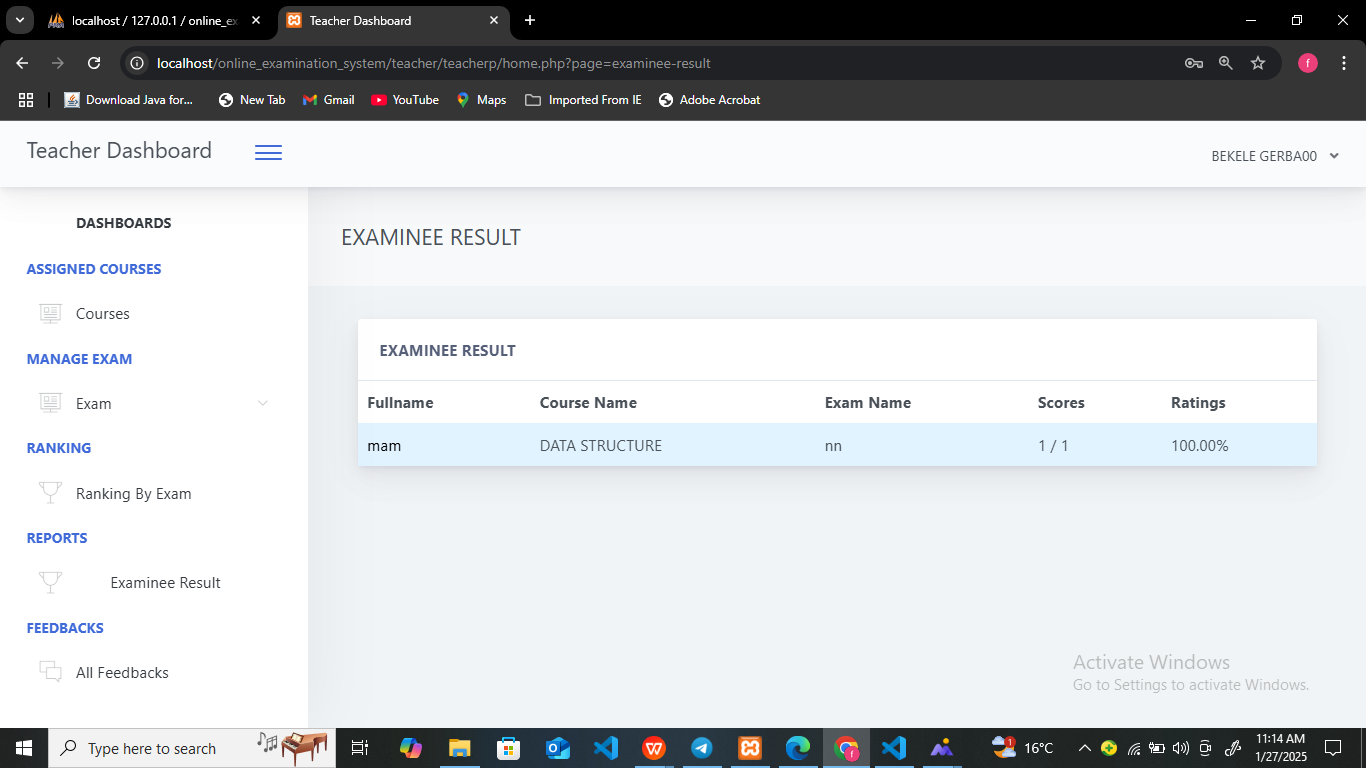 localhost / 127.0.0.1 / online_ex
Teacher Dashboard
localhost/online_examination_system/teacher/teacherp/home.php?page=examinee-result
f
Download Java for...
New Tab
Gmail
YouTube
Maps
Imported From IE
Adobe Acrobat
Teacher Dashboard
BEKELE GERBA00
DASHBOARDS
ASSIGNED COURSES
Courses
MANAGE EXAM
Exam
RANKING
Ranking By Exam
REPORTS
Examinee Result
FEEDBACKS
All Feedbacks
EXAMINEE RESULT
EXAMINEE RESULT
Fullname Course Name Exam Name Scores Ratings
mam DATA STRUCTURE nn 1 / 1 100.00%
Activate Windows
Go to Settings to activate Windows.
Type here to search
1
16°C
11:14 AM
1/27/2025